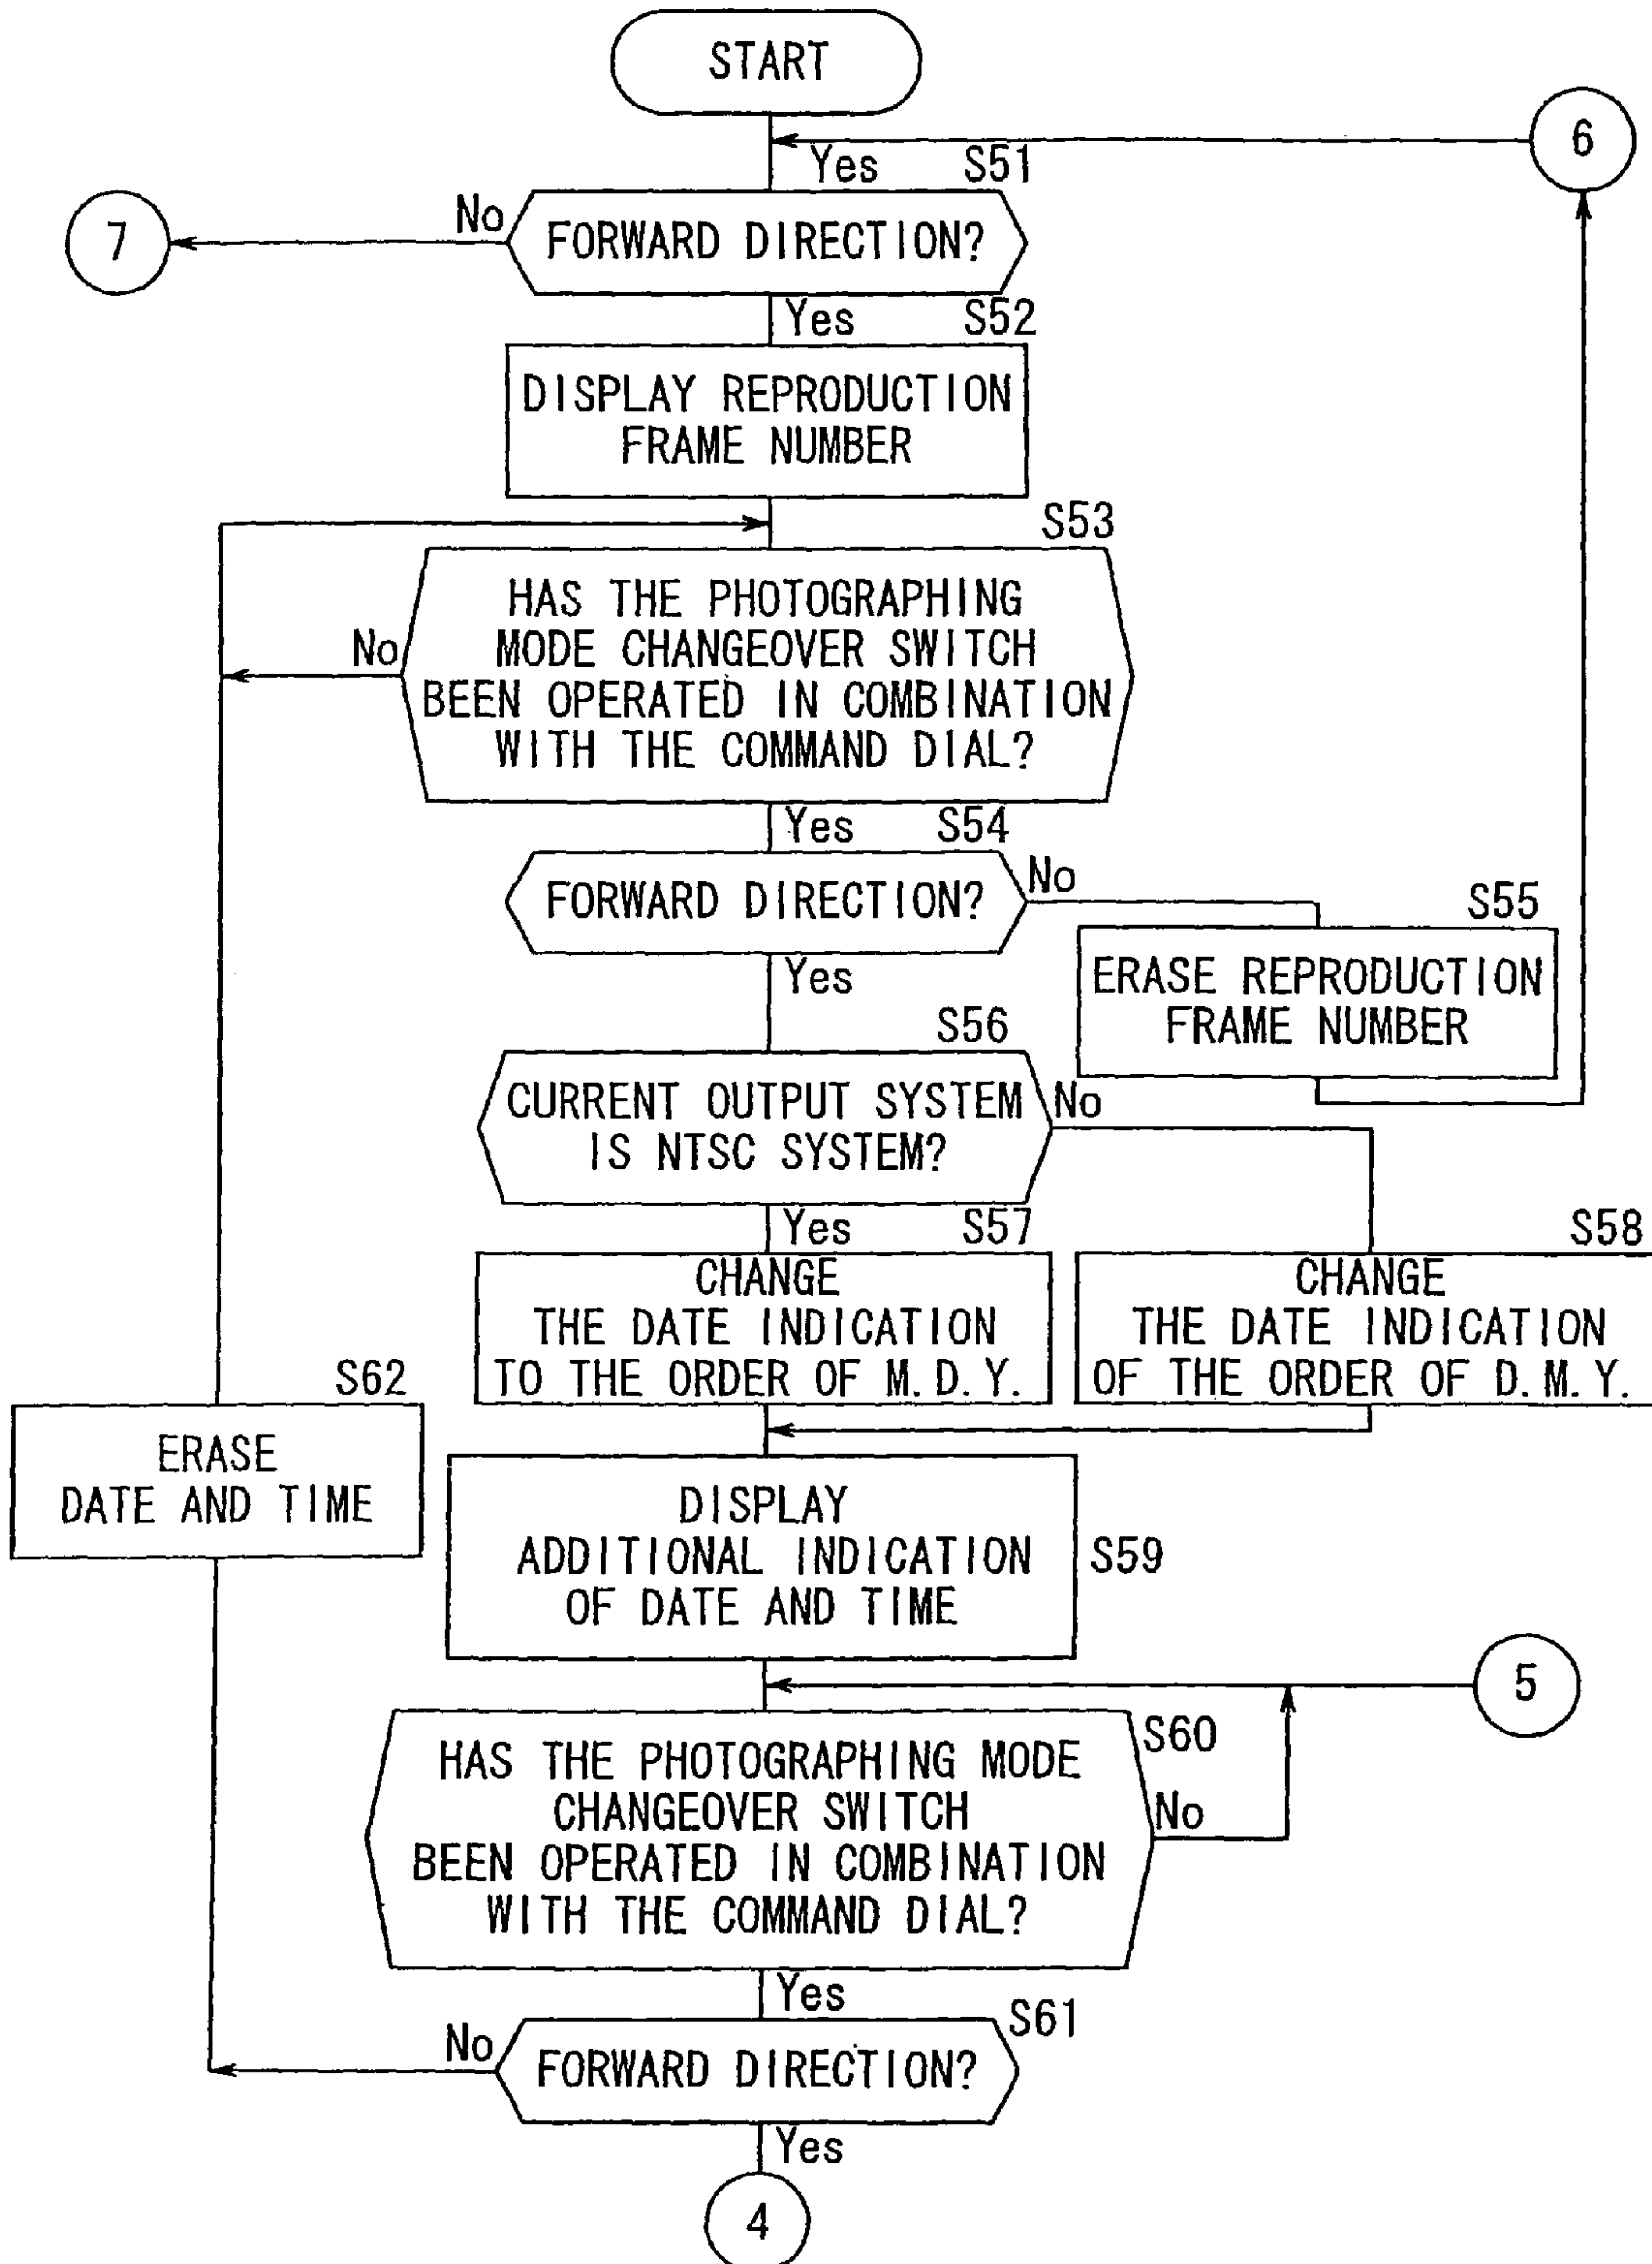 START
6
Yes S51
No
7
FORWARD DIRECTION?
Yes S52
DISPLAY REPRODUCTION
FRAME NUMBER
S53
HAS THE PHOTOGRAPHING
MODE CHANGEOVER SWITCH
BEEN OPERATED IN COMBINATION
WITH THE COMMAND DIAL?
No
Yes S54
FORWARD DIRECTION?
No
S55
ERASE REPRODUCTION
FRAME NUMBER
Yes
S56
CURRENT OUTPUT SYSTEM
IS NTSC SYSTEM?
No
Yes S57
CHANGE
THE DATE INDICATION
TO THE ORDER OF M.D.Y.
S58
CHANGE
THE DATE INDICATION
OF THE ORDER OF D.M.Y.
S62
ERASE
DATE AND TIME
DISPLAY
ADDITIONAL INDICATION
OF DATE AND TIME
S59
5
S60
HAS THE PHOTOGRAPHING MODE
CHANGEOVER SWITCH
BEEN OPERATED IN COMBINATION
WITH THE COMMAND DIAL?
No
Yes
S61
No
FORWARD DIRECTION?
Yes
4